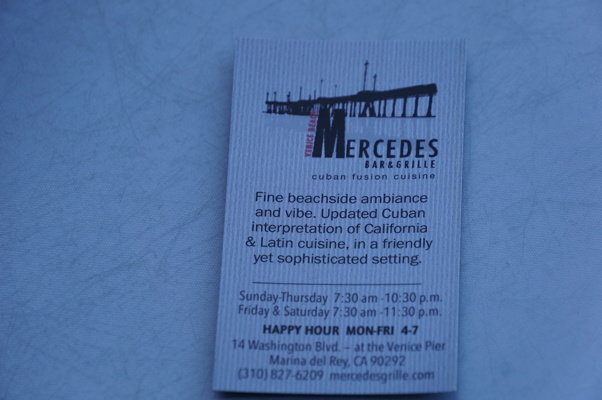 VENICE BEACH
MERCEDES
BAR&GRILLE
cuban fusion cuisine
Fine beachside ambiance
and vibe. Updated Cuban
interpretation of California
& Latin cuisine, in a friendly
yet sophisticated setting.
Sunday-Thursday 7:30 am -10:30 p.m.
Friday & Saturday 7:30 am -11:30 p.m.
HAPPY HOUR MON-FRI 4-7
14 Washington Blvd. – at the Venice Pier
Marina del Rey, CA 90292
(310) 827-6209 mercedesgrille.com